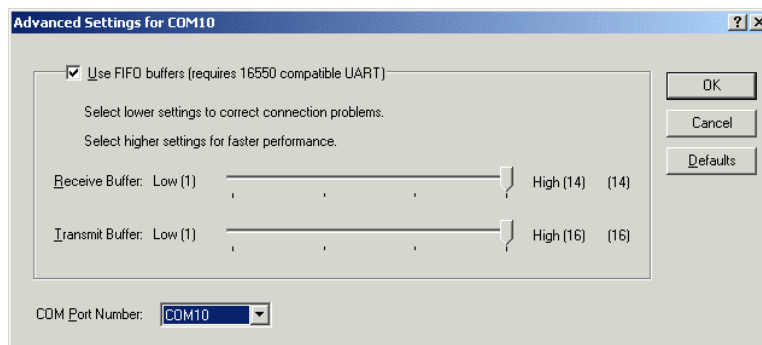 Advanced Settings for COM10
Use FIFO buffers (requires 16550 compatible UART)
Select lower settings to correct connection problems.
Select higher settings for faster performance.
Receive Buffer: Low (1) High (14) (14)
Transmit Buffer: Low (1) High (16) (16)
COM Port Number: COM10
OK
Cancel
Defaults